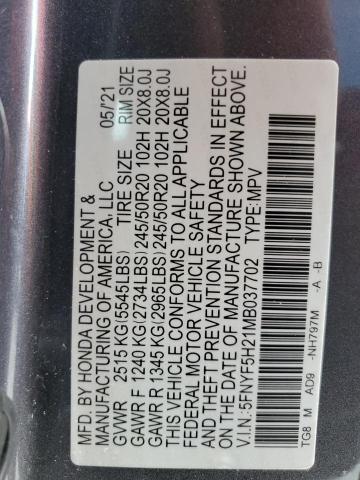 MFD. BY HONDA DEVELOPMENT &
MANUFACTURING OF AMERICA, LLC 05/'21
GVWR 2515 KG(5545LBS) TIRE SIZE RIM SIZE
GAWR F 1240 KG(2734LBS)245/50R20 102H 20X8.0J
GAWR R 1345 KG(2965LBS)245/50R20 102H 20X8.0J
THIS VEHICLE CONFORMS TO ALL APPLICABLE
FEDERAL MOTOR VEHICLE SAFETY
AND THEFT PREVENTION STANDARDS IN EFFECT
ON THE DATE OF MANUFACTURE SHOWN ABOVE.
V.I.N.:5FNYF5H21MB037702 TYPE:MPV
TG8 M AD9 -NH797M -A -B